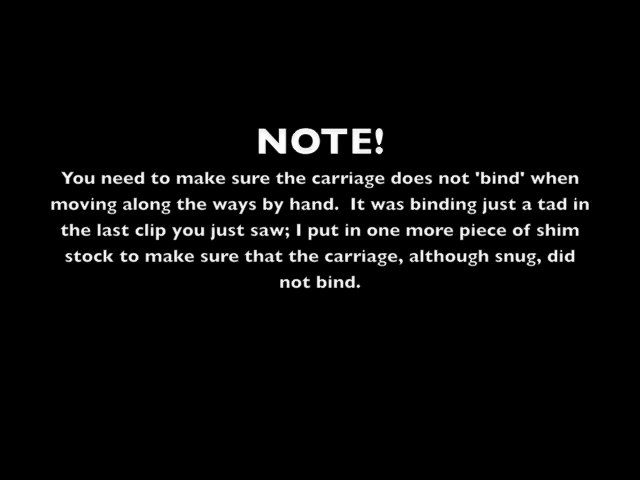 NOTE!
You need to make sure the carriage does not 'bind' when
moving along the ways by hand.  It was binding just a tad in
the last clip you just saw; I put in one more piece of shim
stock to make sure that the carriage, although snug, did
not bind.